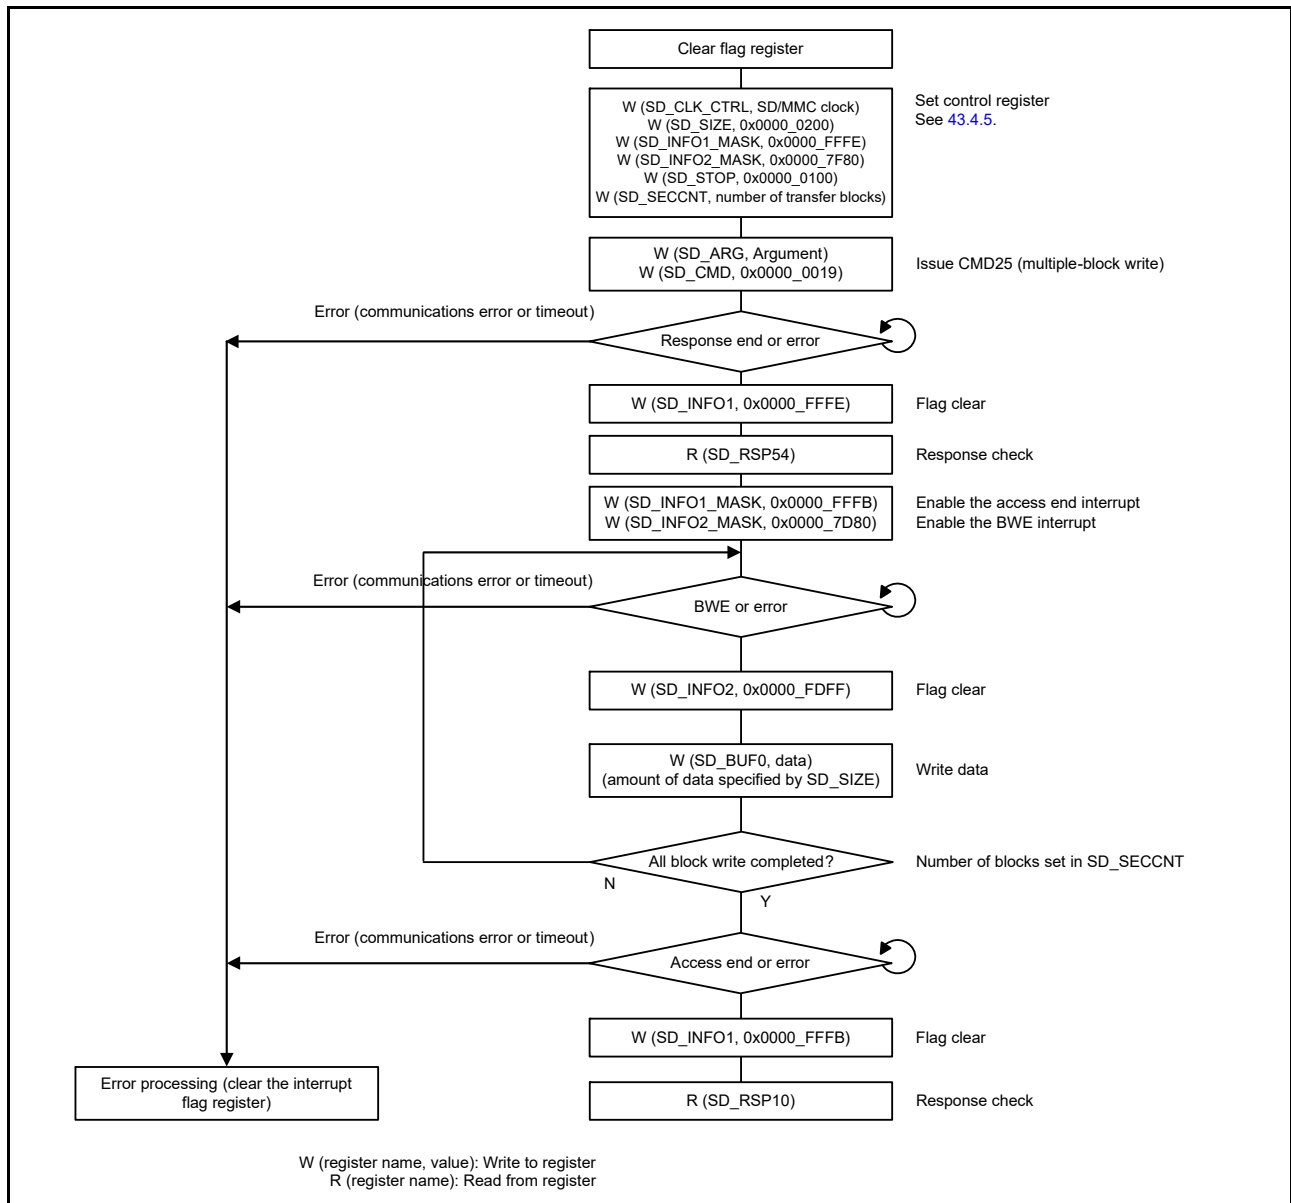 Clear flag register
W (SD_CLK_CTRL, SD/MMC clock)
W (SD_SIZE, 0x0000_0200)
W (SD_INFO1_MASK, 0x0000_FFFE)
W (SD_INFO2_MASK, 0x0000_7F80)
W (SD_STOP, 0x0000_0100)
W (SD_SECCNT, number of transfer blocks)
Set control register
See 43.4.5.
W (SD_ARG, Argument)
W (SD_CMD, 0x0000_0019)
Issue CMD25 (multiple-block write)
Error (communications error or timeout)
Response end or error
W (SD_INFO1, 0x0000_FFFE)
Flag clear
R (SD_RSP54)
Response check
W (SD_INFO1_MASK, 0x0000_FFFB)
W (SD_INFO2_MASK, 0x0000_7D80)
Enable the access end interrupt
Enable the BWE interrupt
Error (communications error or timeout)
BWE or error
W (SD_INFO2, 0x0000_FDFF)
Flag clear
W (SD_BUF0, data)
(amount of data specified by SD_SIZE)
Write data
All block write completed?
Number of blocks set in SD_SECCNT
N
Y
Error (communications error or timeout)
Access end or error
W (SD_INFO1, 0x0000_FFFB)
Flag clear
Error processing (clear the interrupt
flag register)
R (SD_RSP10)
Response check
W (register name, value): Write to register
R (register name): Read from register